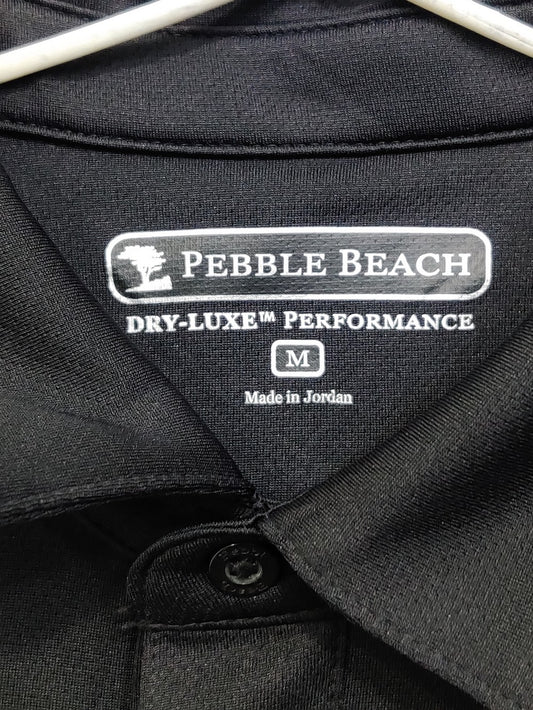 PEBBLE BEACH
DRY-LUXE™ PERFORMANCE
M
Made in Jordan